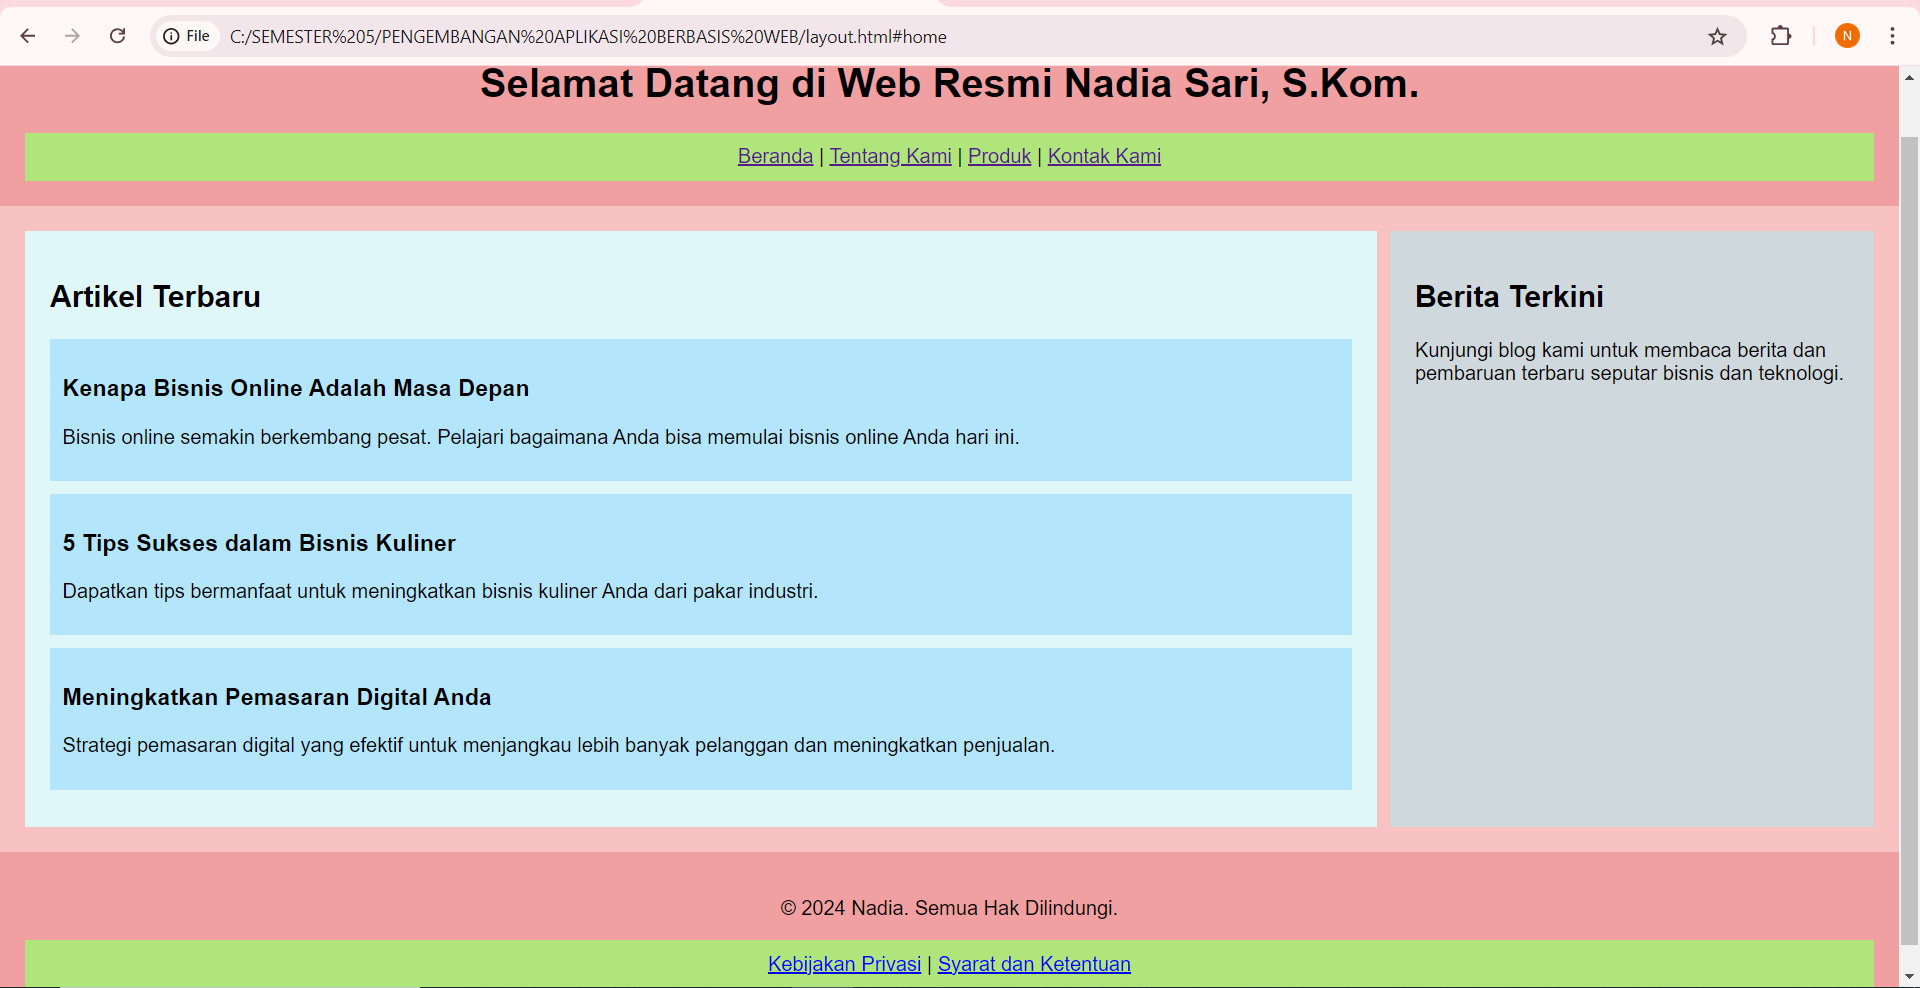 File C:/SEMESTER%205/PENGEMBANGAN%20APLIKASI%20BERBASIS%20WEB/layout.html#home N
Selamat Datang di Web Resmi Nadia Sari, S.Kom.
Beranda | Tentang Kami | Produk | Kontak Kami
Artikel Terbaru
Kenapa Bisnis Online Adalah Masa Depan
Bisnis online semakin berkembang pesat. Pelajari bagaimana Anda bisa memulai bisnis online Anda hari ini.
5 Tips Sukses dalam Bisnis Kuliner
Dapatkan tips bermanfaat untuk meningkatkan bisnis kuliner Anda dari pakar industri.
Meningkatkan Pemasaran Digital Anda
Strategi pemasaran digital yang efektif untuk menjangkau lebih banyak pelanggan dan meningkatkan penjualan.
Berita Terkini
Kunjungi blog kami untuk membaca berita dan
pembaruan terbaru seputar bisnis dan teknologi.
© 2024 Nadia. Semua Hak Dilindungi.
Kebijakan Privasi | Syarat dan Ketentuan